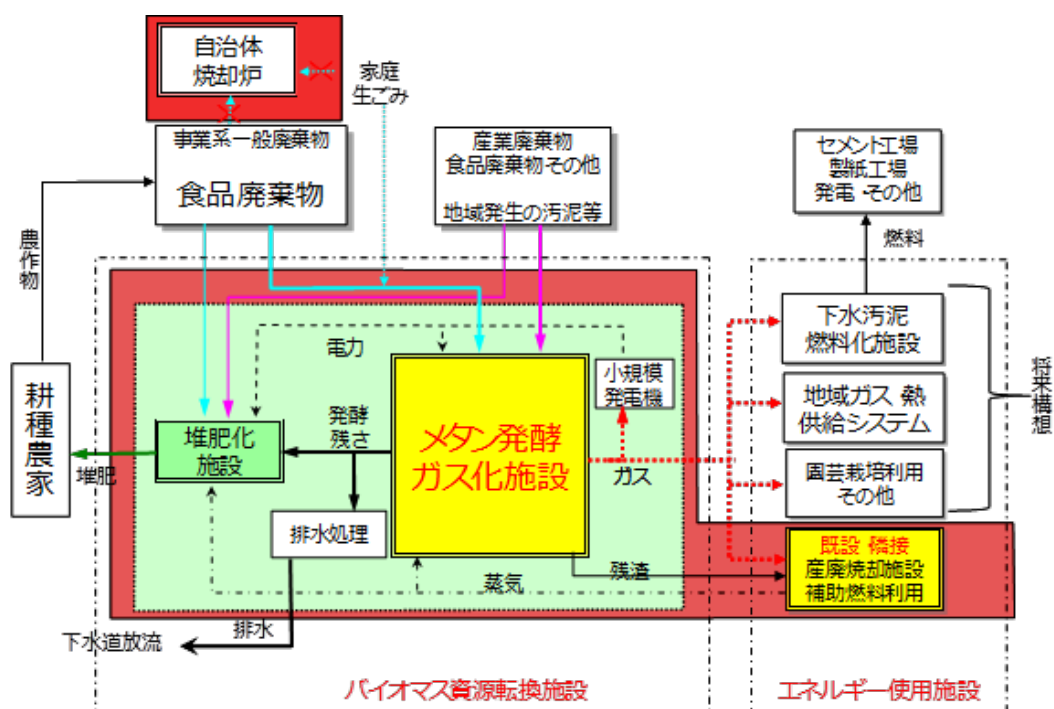 自治体
焼却炉
家庭
生ごみ
事業系一般廃棄物
食品廃棄物
産業廃棄物
食品廃棄物その他
地域発生の汚泥等
セメント工場
製紙工場
発電・その他
燃料
農作物
下水汚泥
燃料化施設
電力
小規模
発電機
地域ガス・熱
供給システム
将来構想
耕種農家
堆肥
堆肥化
施設
発酵
残さ
メタン発酵
ガス化施設
ガス
園芸栽培利用
その他
排水処理
既設・隣接
産廃焼却施設
補助燃料利用
残渣
蒸気
排水
下水道放流
バイオマス資源転換施設
エネルギー使用施設